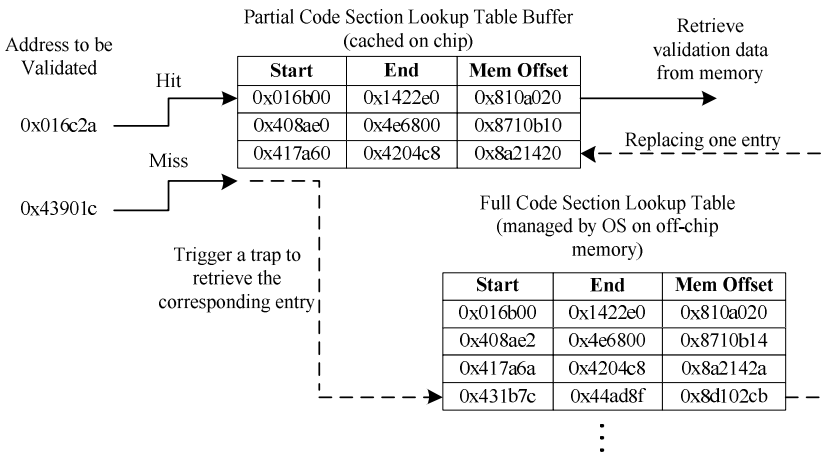 Partial Code Section Lookup Table Buffer
(cached on chip)
Address to be
Validated
Hit
0x016c2a
Miss
0x43901c
Start End Mem Offset
0x016b00 0x1422e0 0x810a020
0x408ae0 0x4e6800 0x8710b10
0x417a60 0x4204c8 0x8a21420
Retrieve
validation data
from memory
Replacing one entry
Trigger a trap to
retrieve the
corresponding entry
Full Code Section Lookup Table
(managed by OS on off-chip
memory)
Start End Mem Offset
0x016b00 0x1422e0 0x810a020
0x408ae2 0x4e6800 0x8710b14
0x417a6a 0x4204c8 0x8a2142a
0x431b7c 0x44ad8f 0x8d102cb